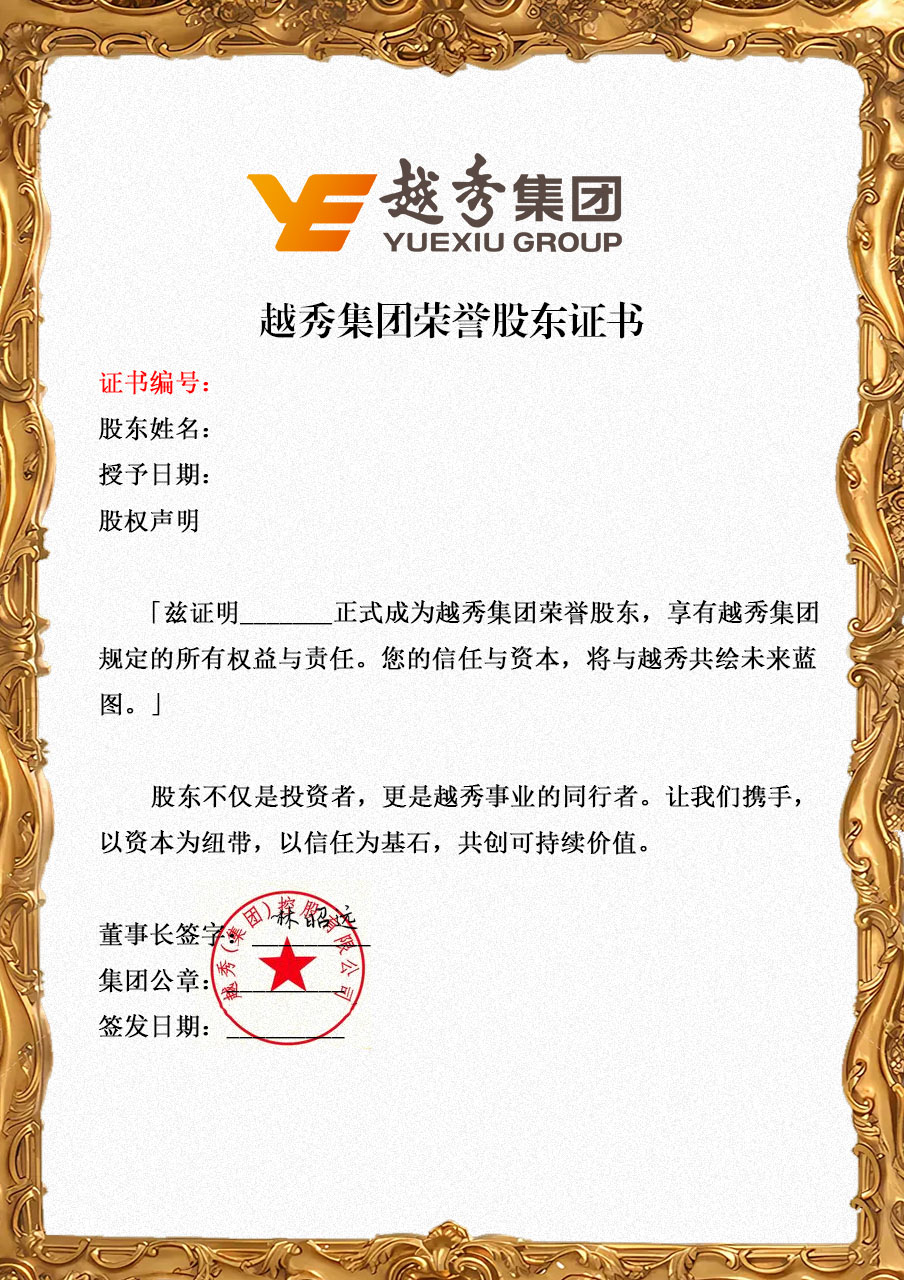 YE 越秀集团
YUEXIU GROUP
越秀集团荣誉股东证书
证书编号：
股东姓名：
授予日期：
股权声明
「兹证明_______正式成为越秀集团荣誉股东，享有越秀集团
规定的所有权益与责任。您的信任与资本，将与越秀共绘未来蓝
图。」
股东不仅是投资者，更是越秀事业的同行者。让我们携手，
以资本为纽带，以信任为基石，共创可持续价值。
董事长签字：林昭远
集团公章：_________
签发日期：_________
越秀(集团)控股有限公司